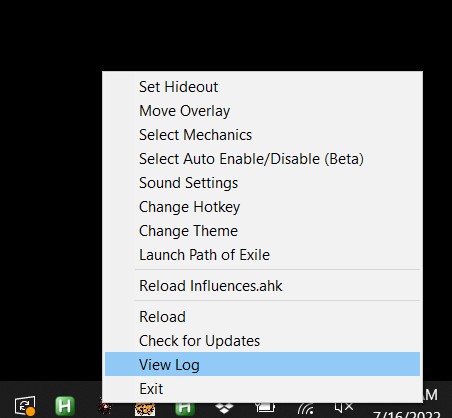 Set Hideout
Move Overlay
Select Mechanics
Select Auto Enable/Disable (Beta)
Sound Settings
Change Hotkey
Change Theme
Launch Path of Exile
Reload Influences.ahk
Reload
Check for Updates
View Log
Exit
H
H
AM
7/16/2022